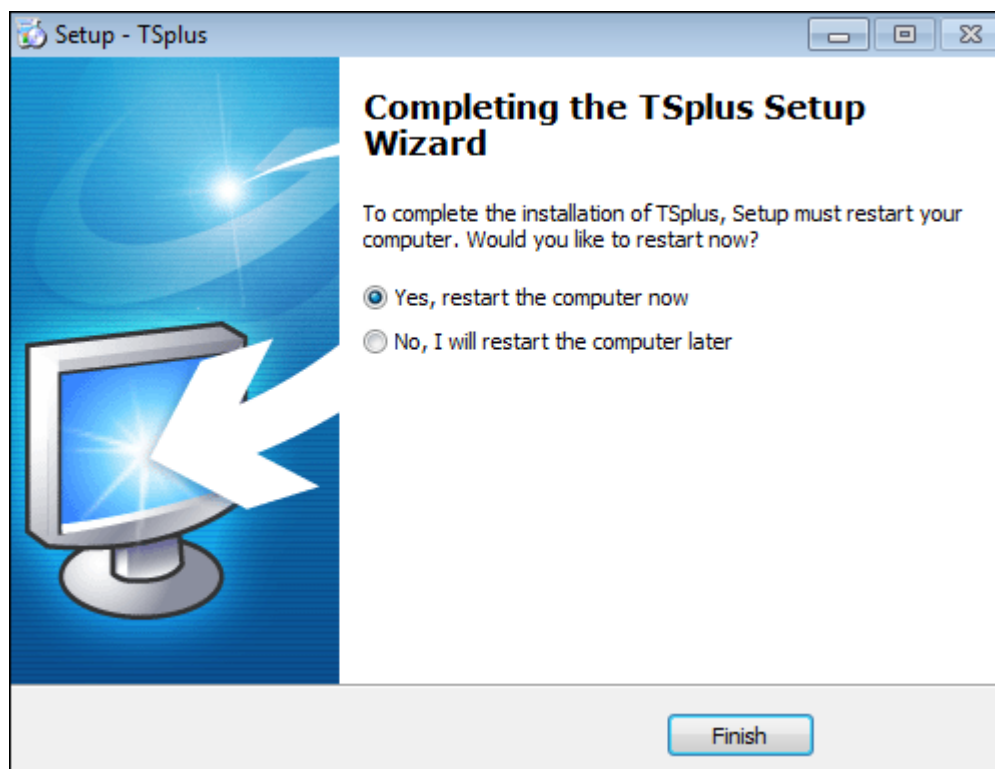 Setup - TSplus
Completing the TSplus Setup
Wizard
To complete the installation of TSplus, Setup must restart your
computer. Would you like to restart now?
Yes, restart the computer now
No, I will restart the computer later
Finish